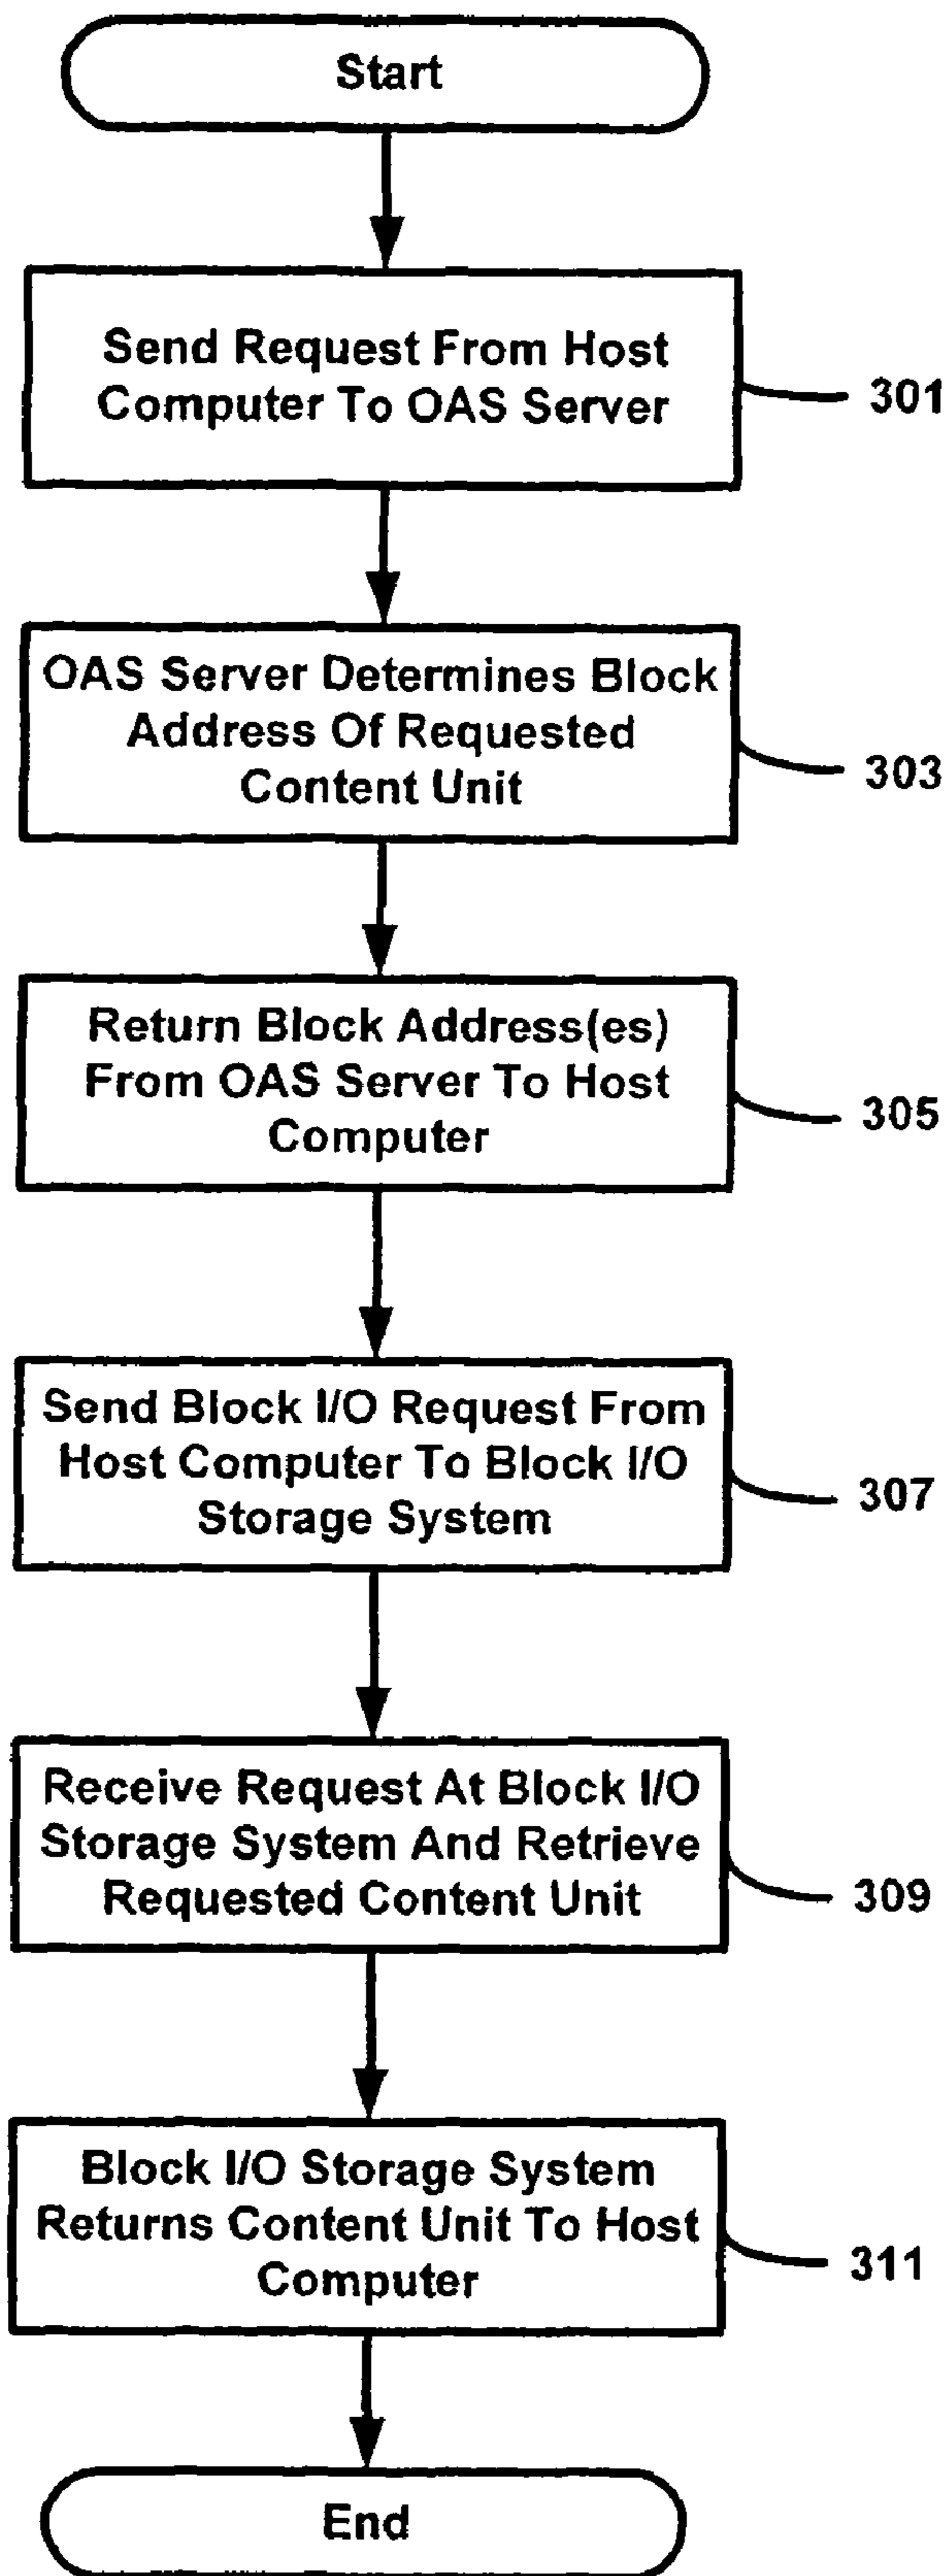 Start
Send Request From Host
Computer To OAS Server
301
OAS Server Determines Block
Address Of Requested
Content Unit
303
Return Block Address(es)
From OAS Server To Host
Computer
305
Send Block I/O Request From
Host Computer To Block I/O
Storage System
307
Receive Request At Block I/O
Storage System And Retrieve
Requested Content Unit
309
Block I/O Storage System
Returns Content Unit To Host
Computer
311
End